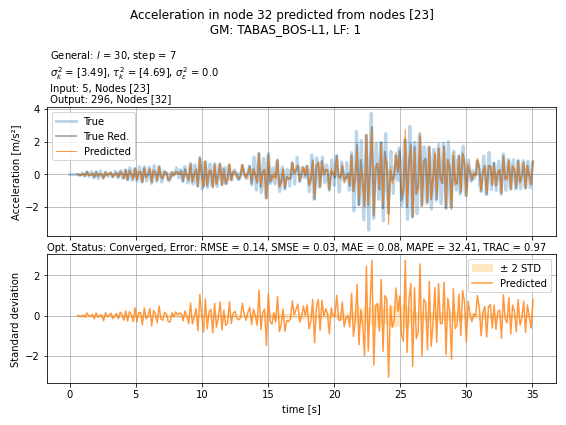 Acceleration in node 32 predicted from nodes [23]
GM: TABAS_BOS-L1, LF: 1
General: l = 30, step = 7
σ²ₖ = [3.49], τ²ₖ = [4.69], σ²ε = 0.0
Input: 5, Nodes [23]
Output: 296, Nodes [32]
4
2
0
−2
Acceleration [m/s²]
True
True Red.
Predicted
Opt. Status: Converged, Error: RMSE = 0.14, SMSE = 0.03, MAE = 0.08, MAPE = 32.41, TRAC = 0.97
2
0
−2
Standard deviation
± 2 STD
Predicted
0 5 10 15 20 25 30 35
time [s]